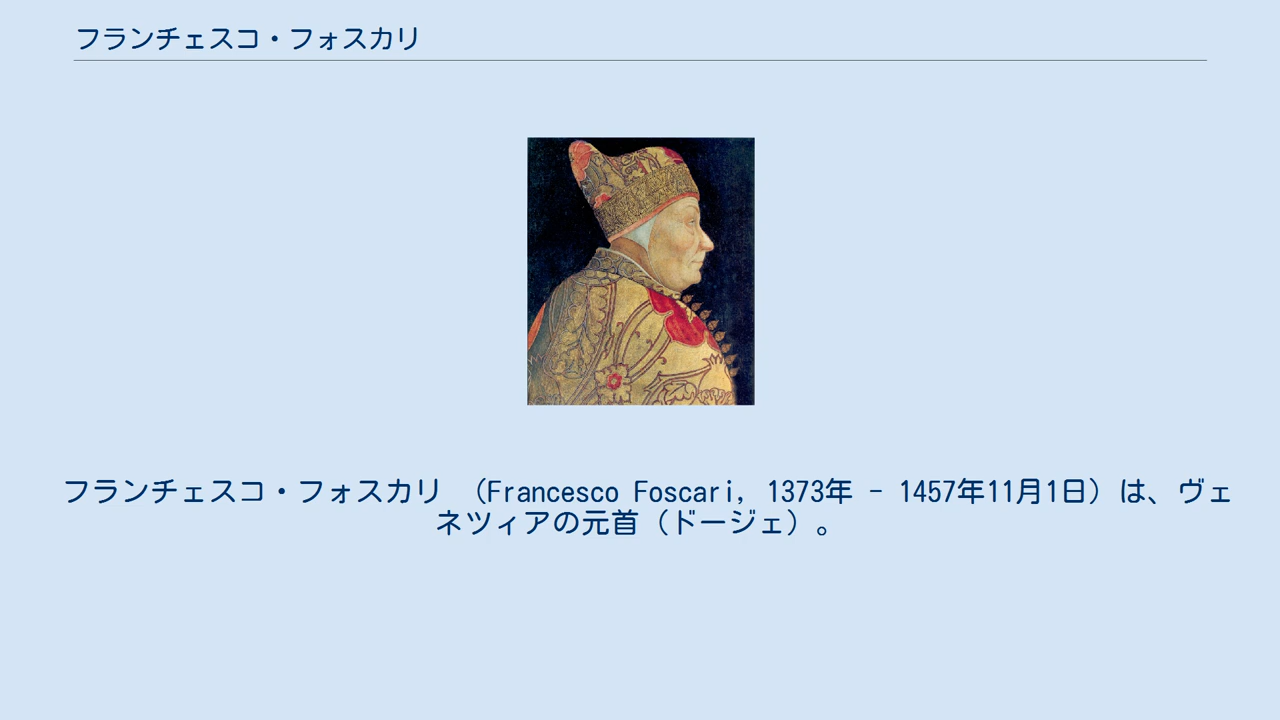 フランチェスコ・フォスカリ
フランチェスコ・フォスカリ （Francesco Foscari, 1373年 - 1457年11月1日）は、ヴェ
ネツィアの元首（ドージェ）。